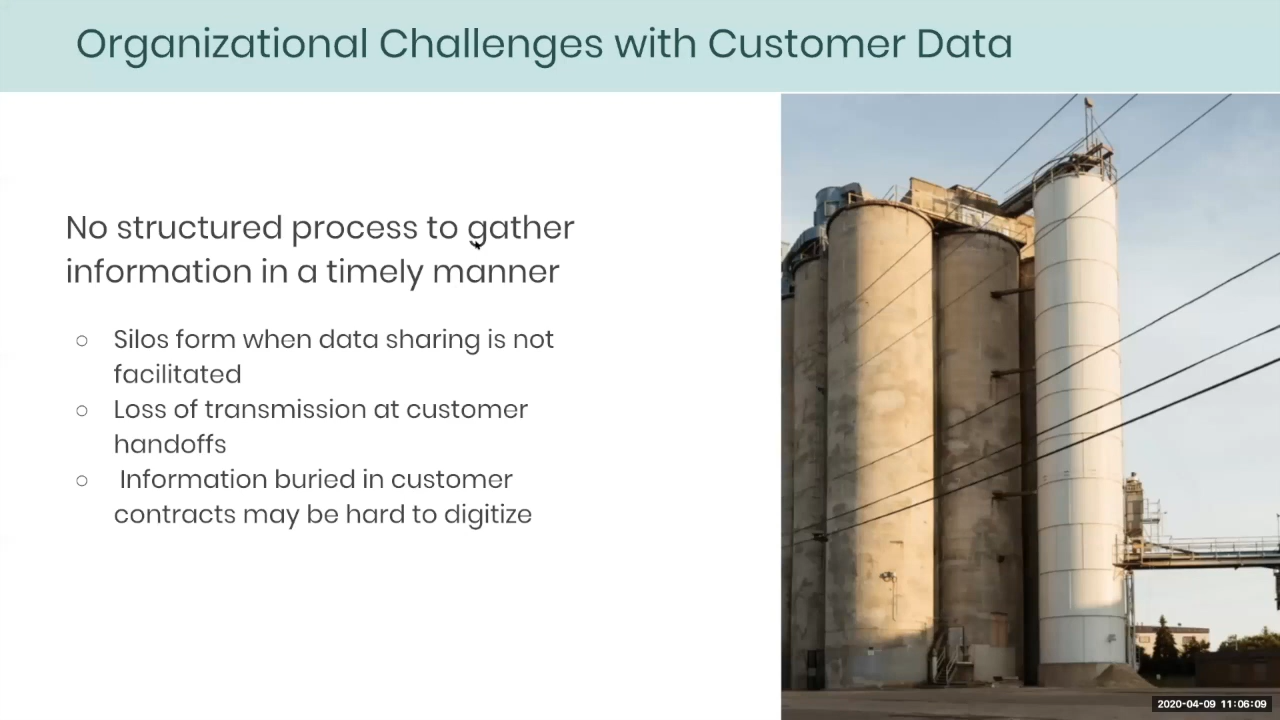 Organizational Challenges with Customer Data
No structured process to gather
information in a timely manner
○ Silos form when data sharing is not
facilitated
○ Loss of transmission at customer
handoffs
○ Information buried in customer
contracts may be hard to digitize
2020-04-09 11:06:09